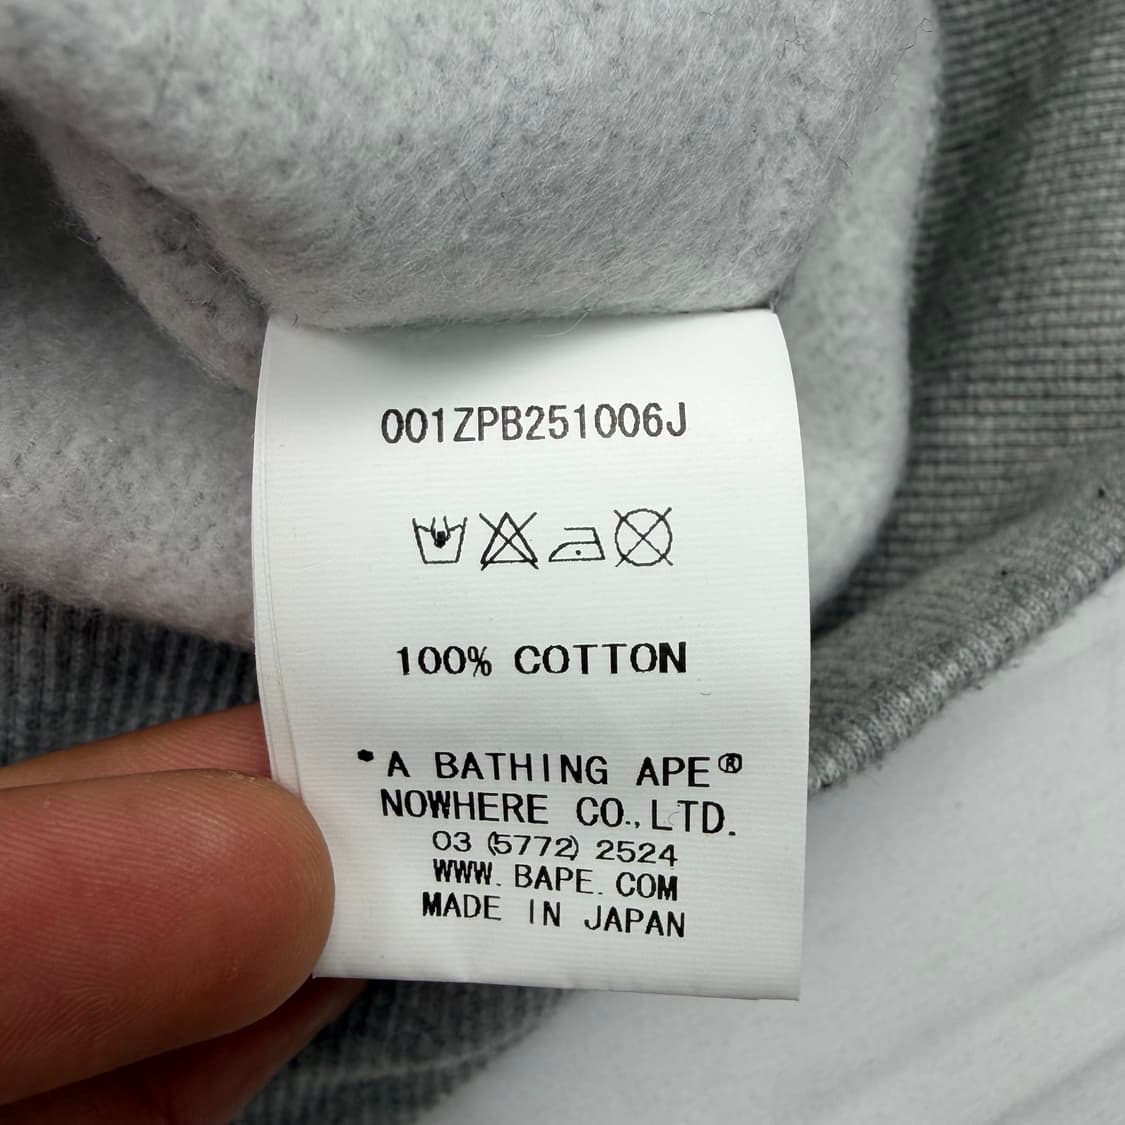 001ZPB251006J
100% COTTON
*A BATHING APE®
NOWHERE CO.,LTD.
03 (5772) 2524
WWW. BAPE. COM
MADE IN JAPAN